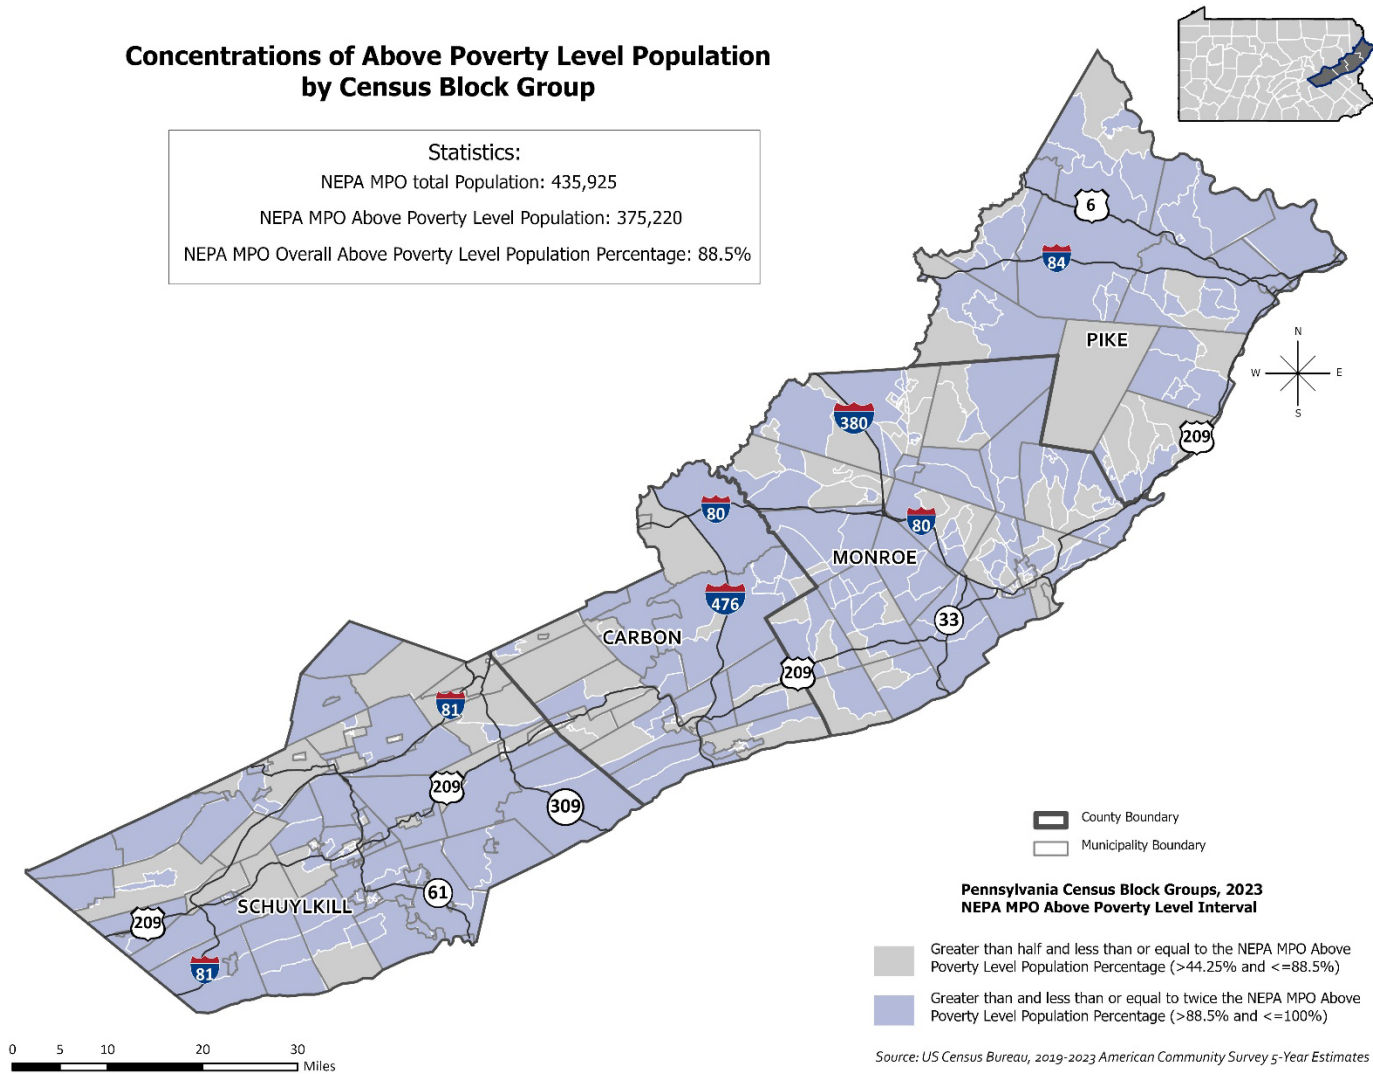 Concentrations of Above Poverty Level Population
by Census Block Group
Statistics:
NEPA MPO total Population: 435,925
NEPA MPO Above Poverty Level Population: 375,220
NEPA MPO Overall Above Poverty Level Population Percentage: 88.5%
6
84
PIKE
N
W E
S
380
209
80
80
MONROE
476
33
CARBON
209
81
209
309
61
SCHUYLKILL
209
81
County Boundary
Municipality Boundary
Pennsylvania Census Block Groups, 2023
NEPA MPO Above Poverty Level Interval
Greater than half and less than or equal to the NEPA MPO Above
Poverty Level Population Percentage (>44.25% and <=88.5%)
Greater than and less than or equal to twice the NEPA MPO Above
Poverty Level Population Percentage (>88.5% and <=100%)
0 5 10 20 30
Miles
Source: US Census Bureau, 2019-2023 American Community Survey 5-Year Estimates